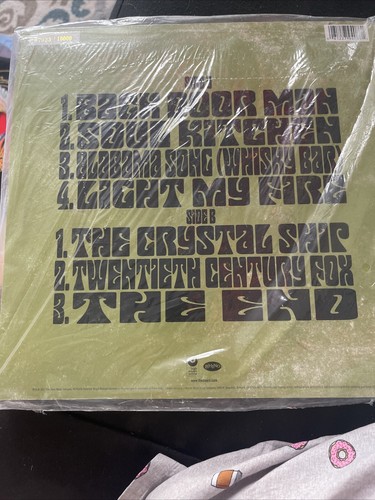 1. BACK DOOR MAN
2. SOUL KITCHEN
3. ALABAMA SONG (WHISKY BAR)
4. LIGHT MY FIRE
SIDE B
1. THE CRYSTAL SHIP
2. TWENTIETH CENTURY FOX
3. THE END